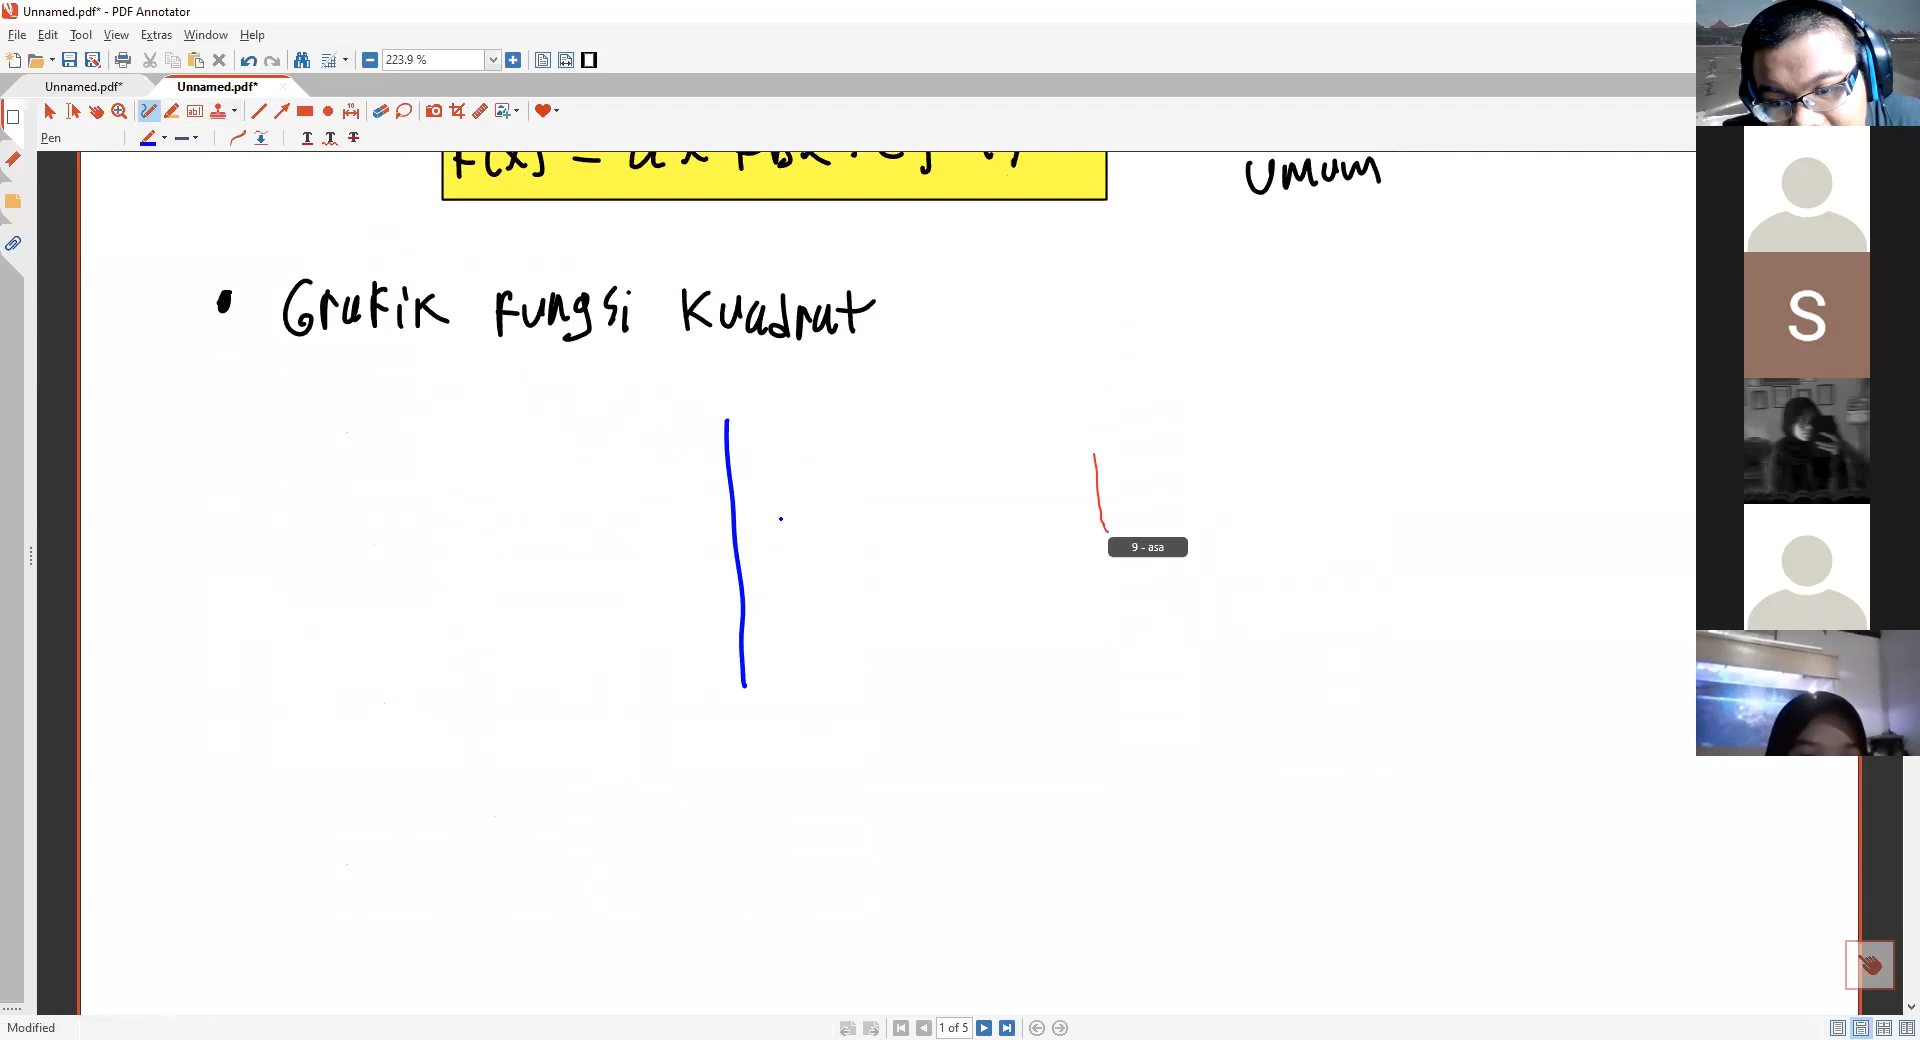 Unnamed.pdf* - PDF Annotator
File Edit Tool View Extras Window Help
223.9 %
Unnamed.pdf* Unnamed.pdf*
Pen
Umum
• Grafik Fungsi Kuadrat
S
9 - asa
Modified
1 of 5